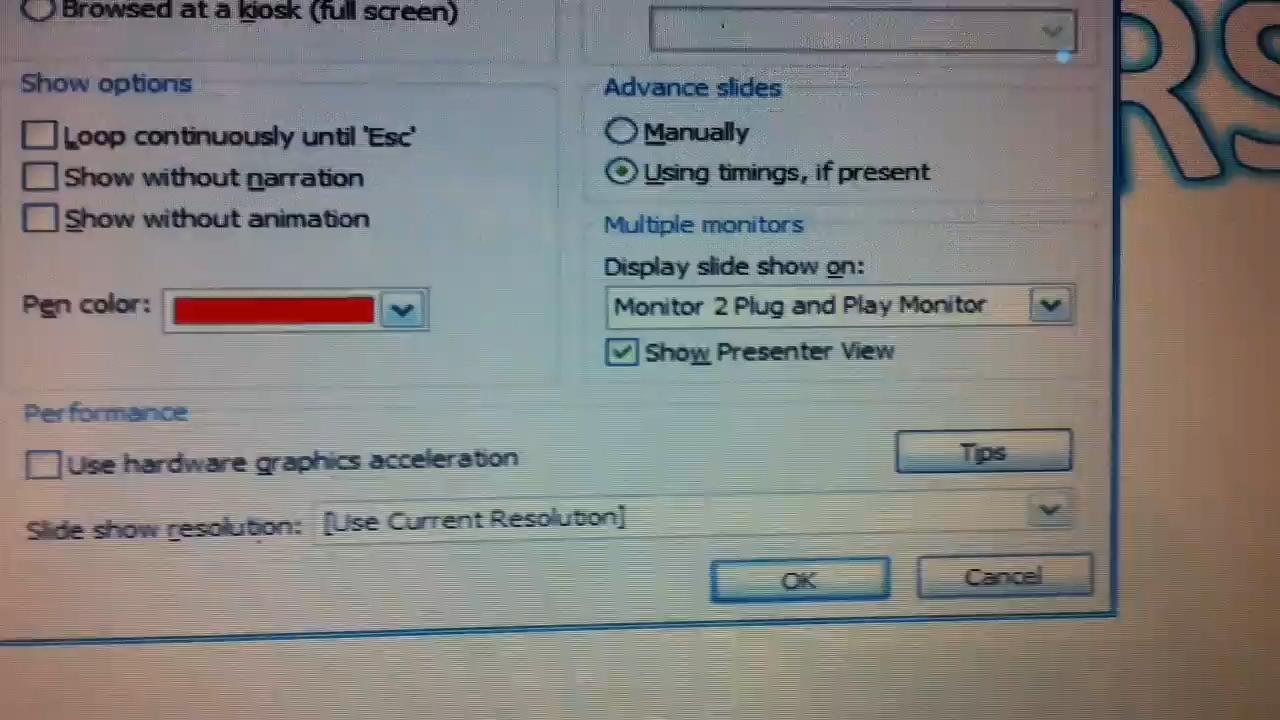 Browsed at a kiosk (full screen)
Show options
Loop continuously until 'Esc'
Show without narration
Show without animation
Pen color:
Advance slides
Manually
Using timings, if present
Multiple monitors
Display slide show on:
Monitor 2 Plug and Play Monitor
Show Presenter View
Performance
Use hardware graphics acceleration
Tips
Slide show resolution: [Use Current Resolution]
OK Cancel
RS